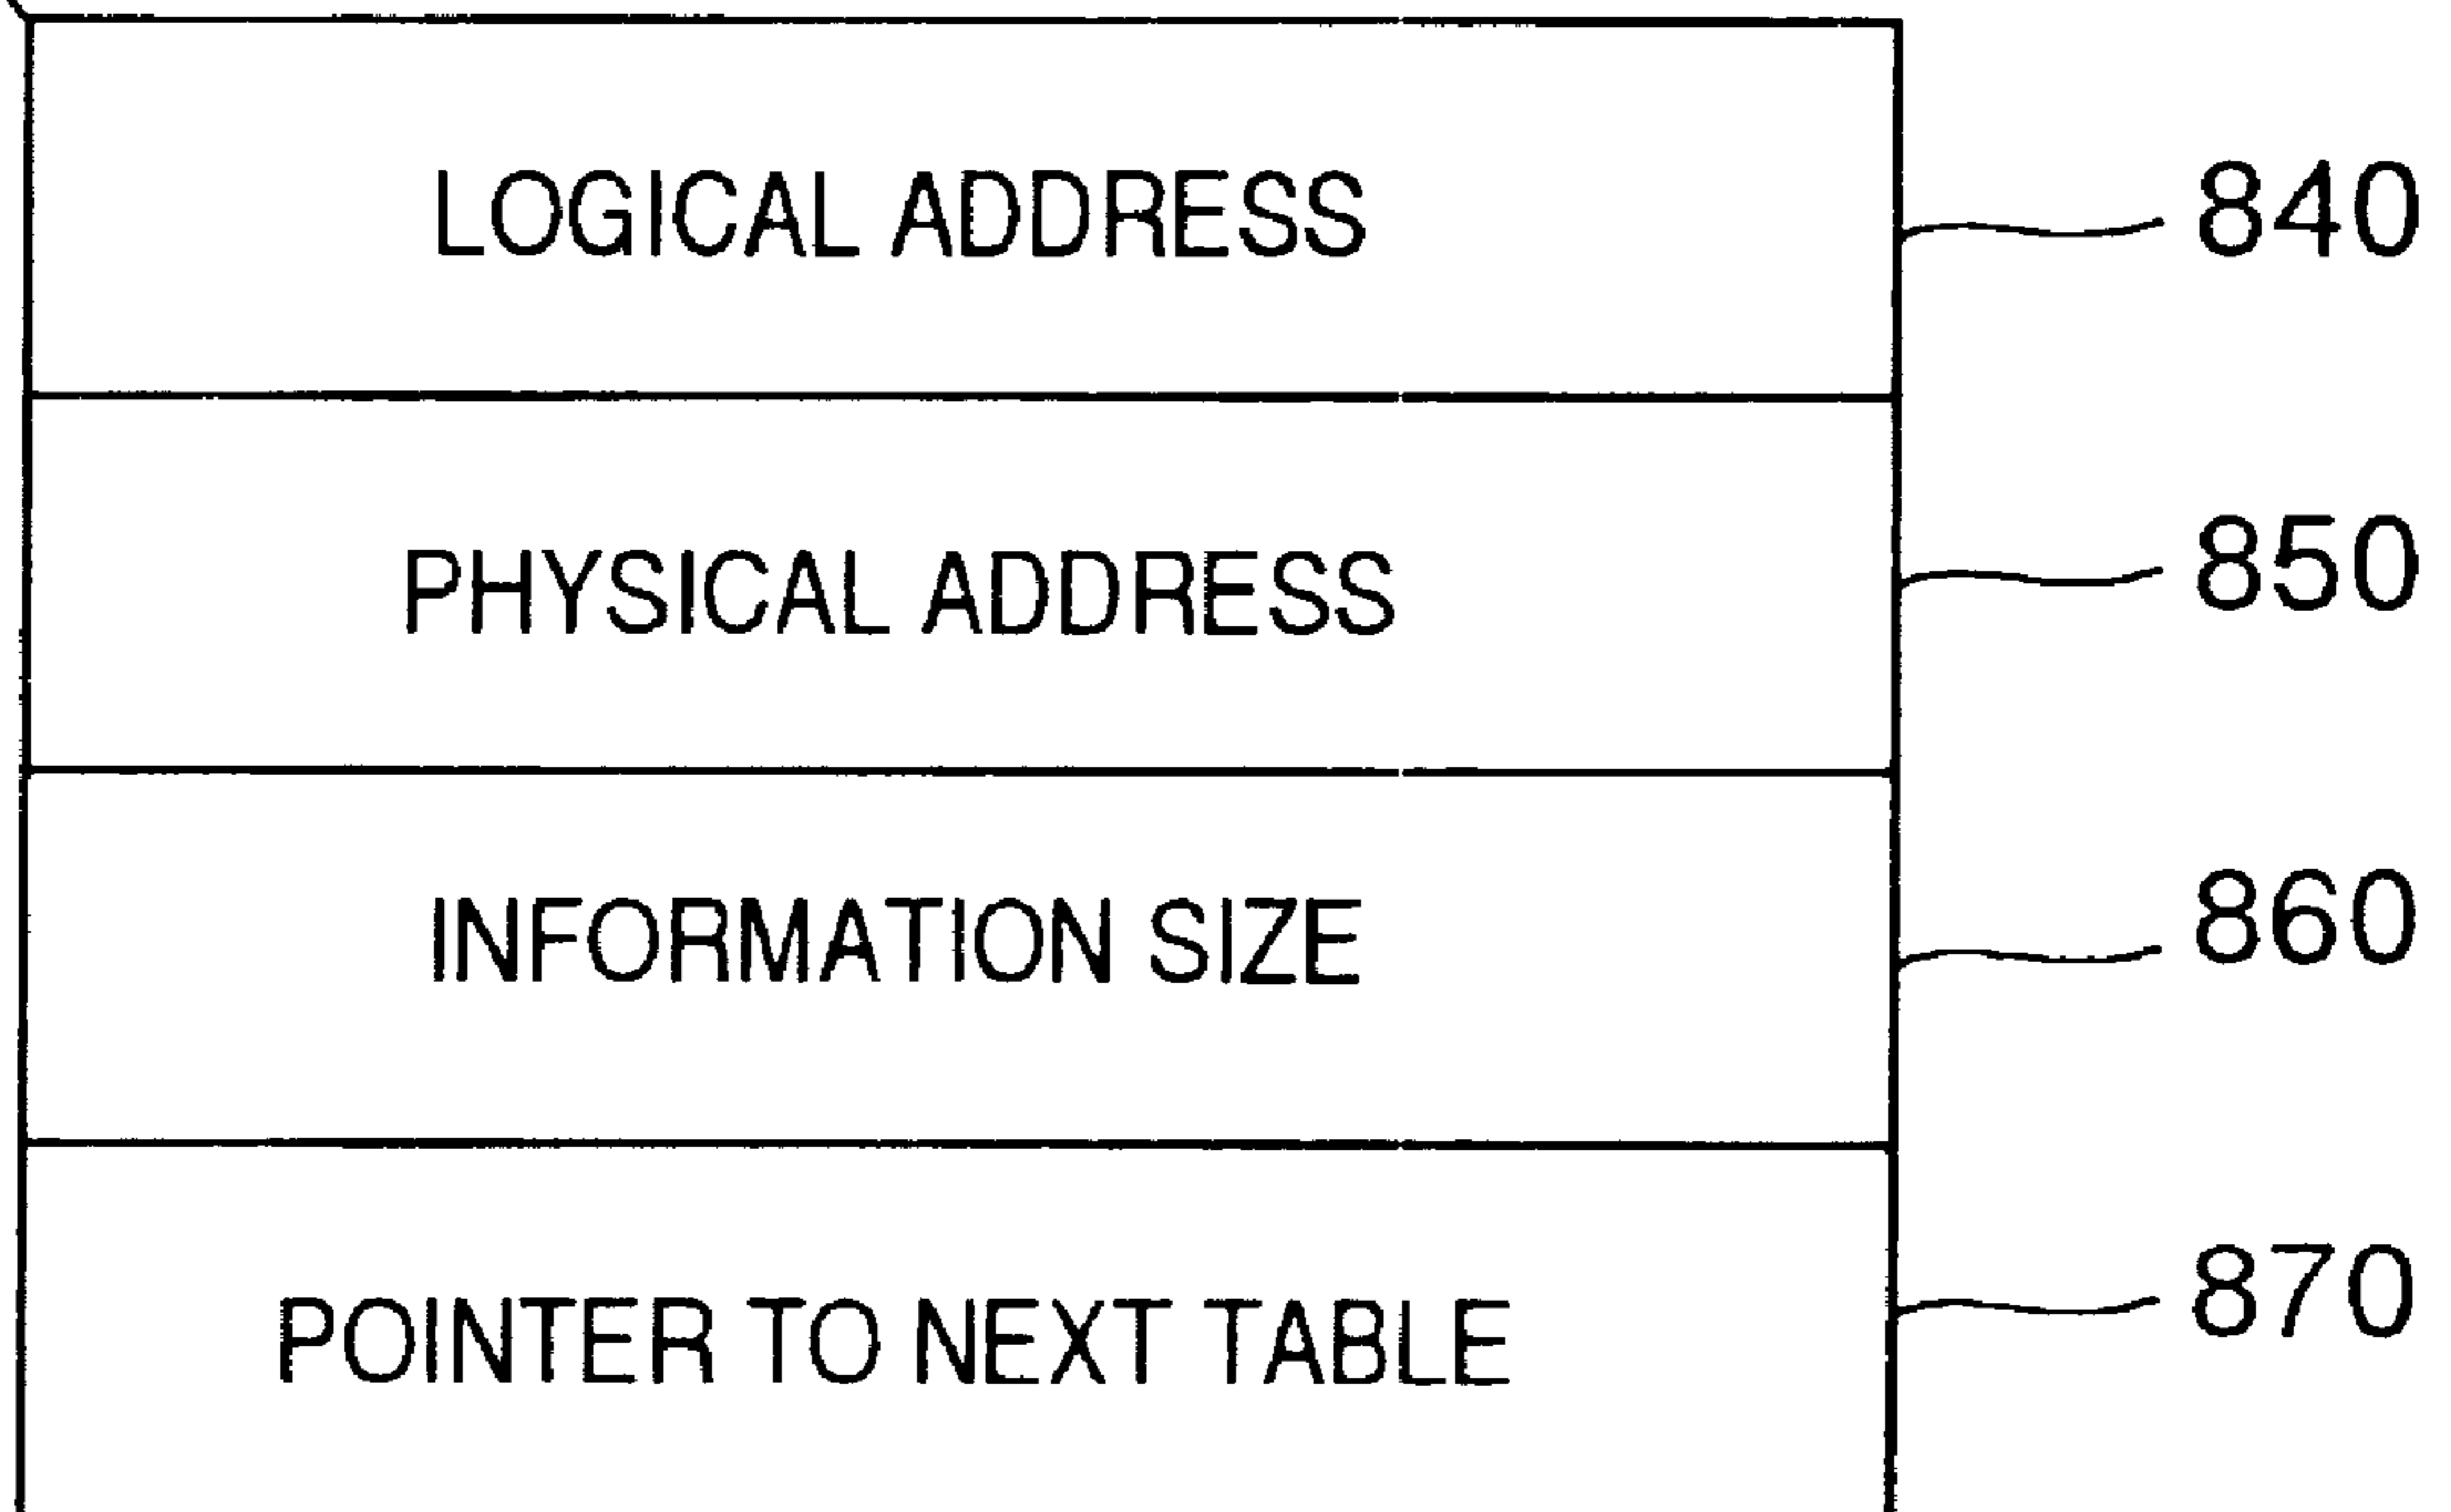 LOGICAL ADDRESS 840
PHYSICAL ADDRESS 850
INFORMATION SIZE 860
POINTER TO NEXT TABLE 870